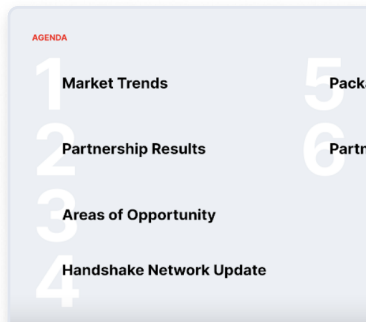 AGENDA
1 Market Trends
2 Partnership Results
3 Areas of Opportunity
4 Handshake Network Update
5
6